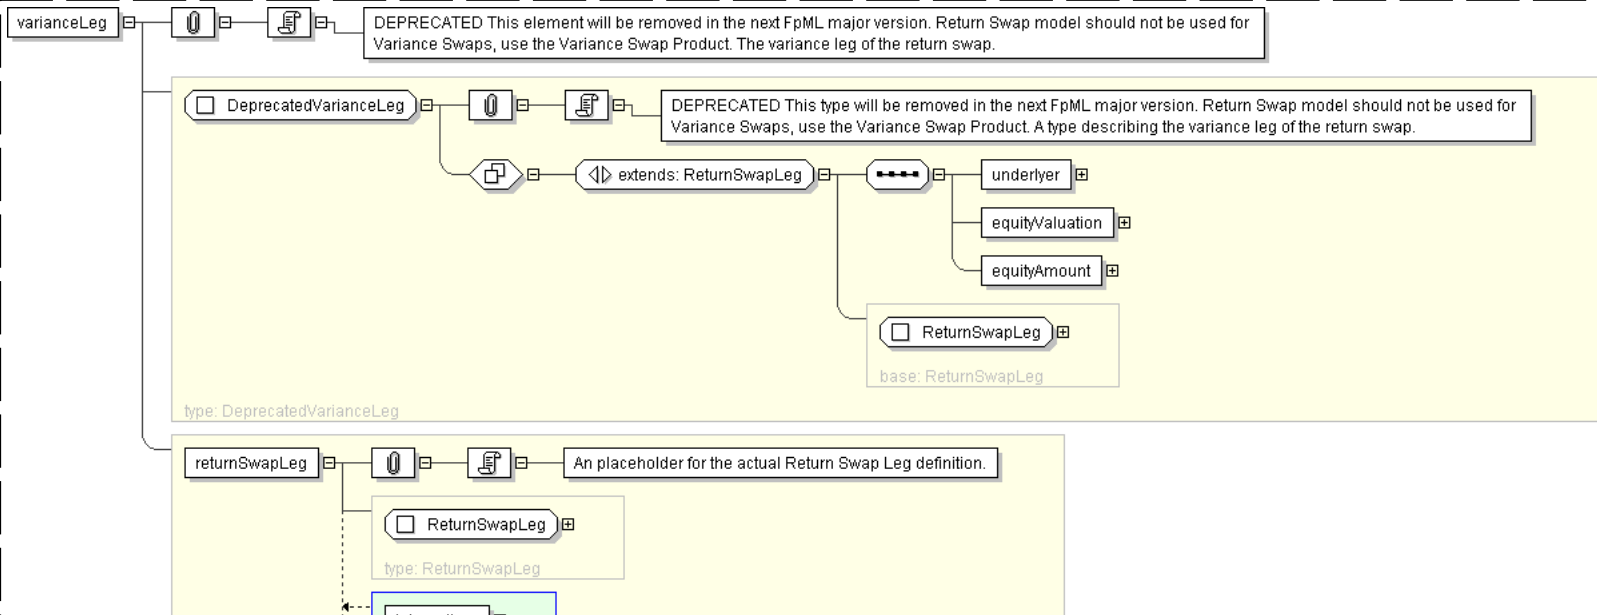 varianceLeg
DEPRECATED This element will be removed in the next FpML major version. Return Swap model should not be used for
Variance Swaps, use the Variance Swap Product. The variance leg of the return swap.
DeprecatedVarianceLeg
DEPRECATED This type will be removed in the next FpML major version. Return Swap model should not be used for
Variance Swaps, use the Variance Swap Product. A type describing the variance leg of the return swap.
extends: ReturnSwapLeg
underlyer
equityValuation
equityAmount
ReturnSwapLeg
base: ReturnSwapLeg
type: DeprecatedVarianceLeg
returnSwapLeg
An placeholder for the actual Return Swap Leg definition.
ReturnSwapLeg
type: ReturnSwapLeg